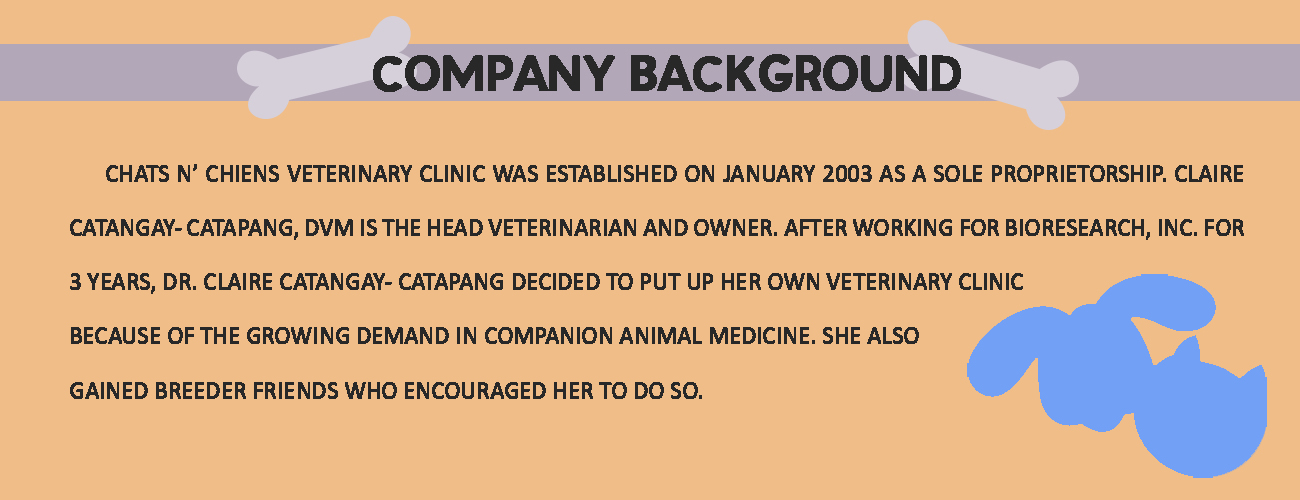 COMPANY BACKGROUND
CHATS N’ CHIENS VETERINARY CLINIC WAS ESTABLISHED ON JANUARY 2003 AS A SOLE PROPRIETORSHIP. CLAIRE
CATANGAY- CATAPANG, DVM IS THE HEAD VETERINARIAN AND OWNER. AFTER WORKING FOR BIORESEARCH, INC. FOR
3 YEARS, DR. CLAIRE CATANGAY- CATAPANG DECIDED TO PUT UP HER OWN VETERINARY CLINIC
BECAUSE OF THE GROWING DEMAND IN COMPANION ANIMAL MEDICINE. SHE ALSO
GAINED BREEDER FRIENDS WHO ENCOURAGED HER TO DO SO.